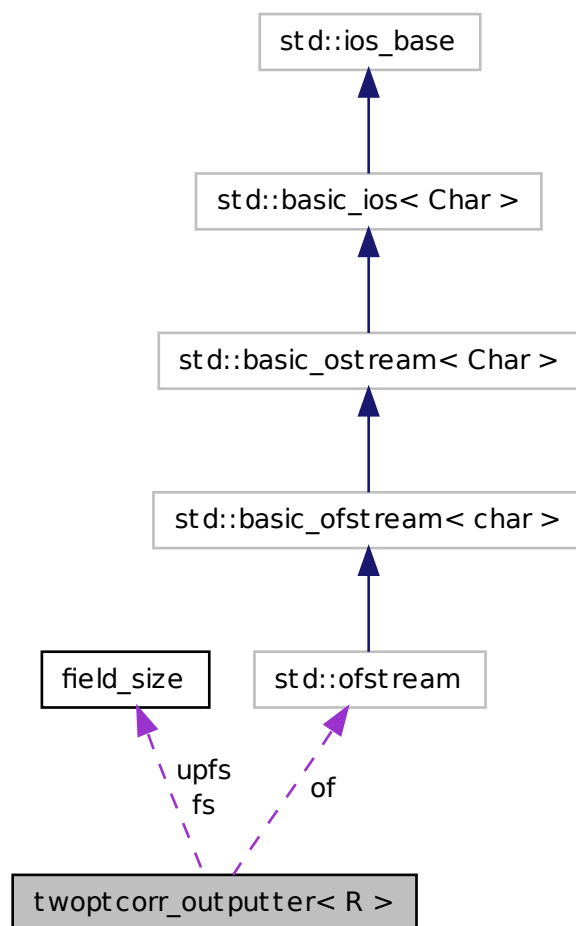 std::ios_base
std::basic_ios< Char >
std::basic_ostream< Char >
std::basic_ofstream< char >
field_size
std::ofstream
upfs
fs
of
twoptcorr_outputter< R >